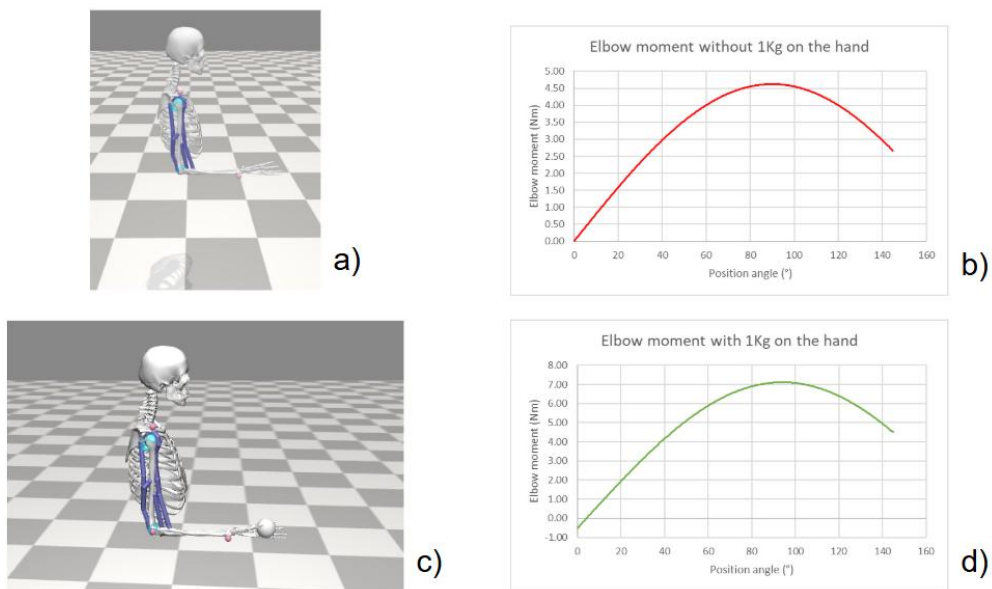 Elbow moment without 1Kg on the hand
Elbow moment (Nm)
5.00
4.50
4.00
3.50
3.00
2.50
2.00
1.50
1.00
0.50
0.00
0 20 40 60 80 100 120 140 160
Position angle (°)
a)
b)
Elbow moment with 1Kg on the hand
Elbow moment (Nm)
8.00
7.00
6.00
5.00
4.00
3.00
2.00
1.00
0.00
-1.00
0 20 40 60 80 100 120 140 160
Position angle (°)
c)
d)